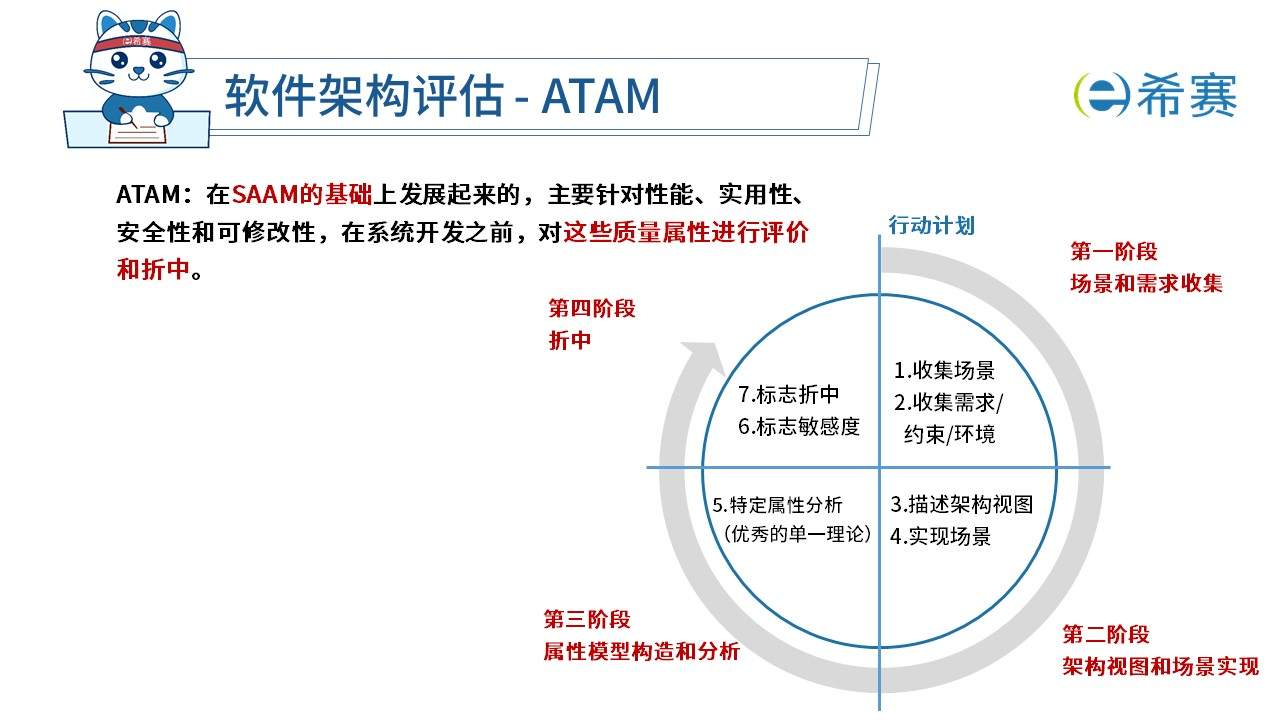 希赛
软件架构评估 - ATAM
希赛
ATAM：在SAAM的基础上发展起来的，主要针对性能、实用性、
安全性和可修改性，在系统开发之前，对这些质量属性进行评价
和折中。
行动计划
第一阶段
场景和需求收集
第四阶段
折中
1.收集场景
2.收集需求/
约束/环境
7.标志折中
6.标志敏感度
5.特定属性分析
（优秀的单一理论）
3.描述架构视图
4.实现场景
第三阶段
属性模型构造和分析
第二阶段
架构视图和场景实现